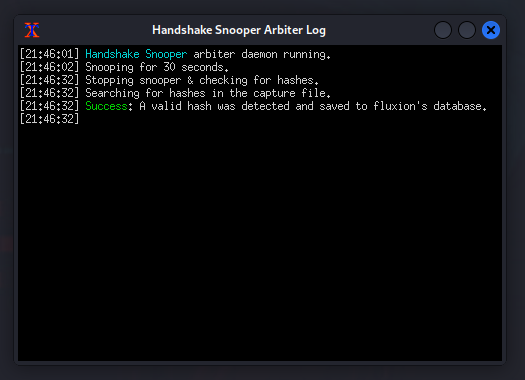 Handshake Snooper Arbiter Log
[21:46:01] Handshake Snooper arbiter daemon running.
[21:46:02] Snooping for 30 seconds.
[21:46:32] Stopping snooper & checking for hashes.
[21:46:32] Searching for hashes in the capture file.
[21:46:32] Success: A valid hash was detected and saved to fluxion's database.
[21:46:32]